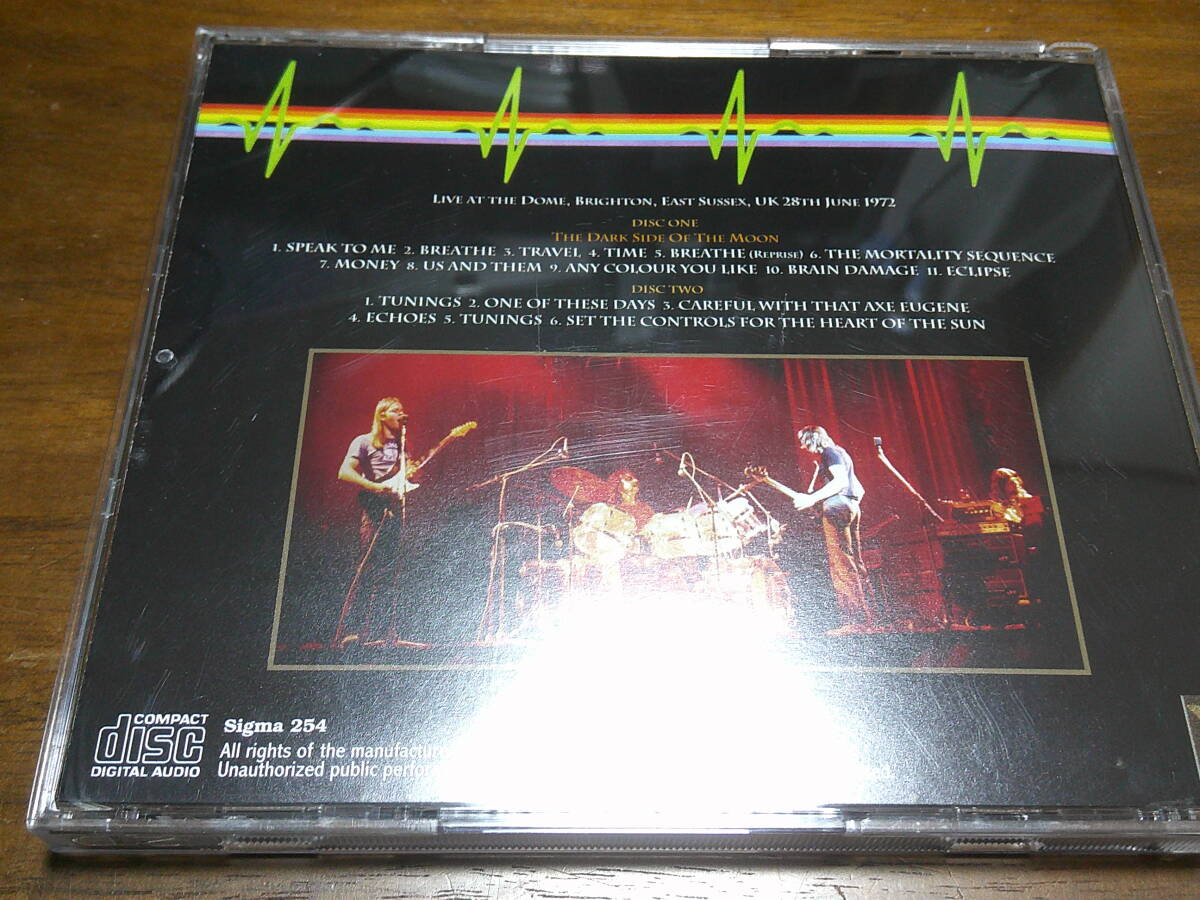 LIVE AT THE DOME, BRIGHTON, EAST SUSSEX, UK 28TH JUNE 1972
DISC ONE
THE DARK SIDE OF THE MOON
1. SPEAK TO ME 2. BREATHE 3. TRAVEL 4. TIME 5. BREATHE (REPRISE) 6. THE MORTALITY SEQUENCE
7. MONEY 8. US AND THEM 9. ANY COLOUR YOU LIKE 10. BRAIN DAMAGE 11. ECLIPSE
DISC TWO
1. TUNINGS 2. ONE OF THESE DAYS 3. CAREFUL WITH THAT AXE EUGENE
4. ECHOES 5. TUNINGS 6. SET THE CONTROLS FOR THE HEART OF THE SUN
COMPACT
disc
DIGITAL AUDIO
Sigma 254
All rights of the
Unauthorized public